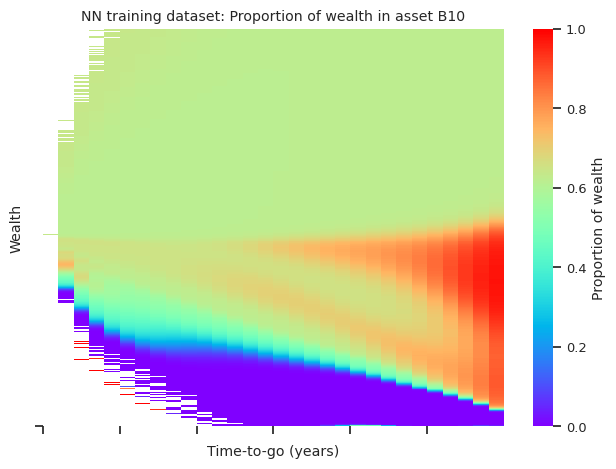 NN training dataset: Proportion of wealth in asset B10
Wealth
Time-to-go (years)
1.0
0.8
0.6
0.4
0.2
0.0
Proportion of wealth